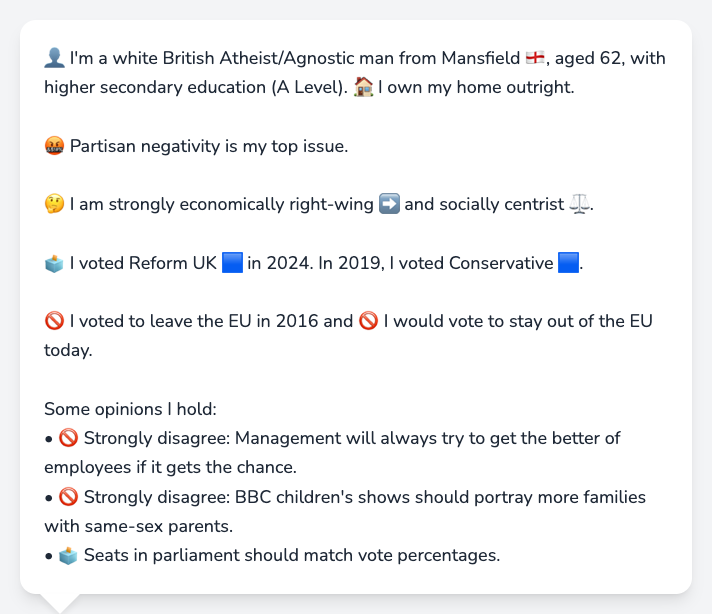 👤 I'm a white British Atheist/Agnostic man from Mansfield 🏴󠁧󠁢󠁥󠁮󠁧󠁿, aged 62, with
higher secondary education (A Level). 🏠 I own my home outright.
🤬 Partisan negativity is my top issue.
🤔 I am strongly economically right-wing ➡️ and socially centrist ⚖️.
🗳️ I voted Reform UK 🟦 in 2024. In 2019, I voted Conservative 🟦.
🚫 I voted to leave the EU in 2016 and 🚫 I would vote to stay out of the EU
today.
Some opinions I hold:
• 🚫 Strongly disagree: Management will always try to get the better of
employees if it gets the chance.
• 🚫 Strongly disagree: BBC children's shows should portray more families
with same-sex parents.
• 🗳️ Seats in parliament should match vote percentages.